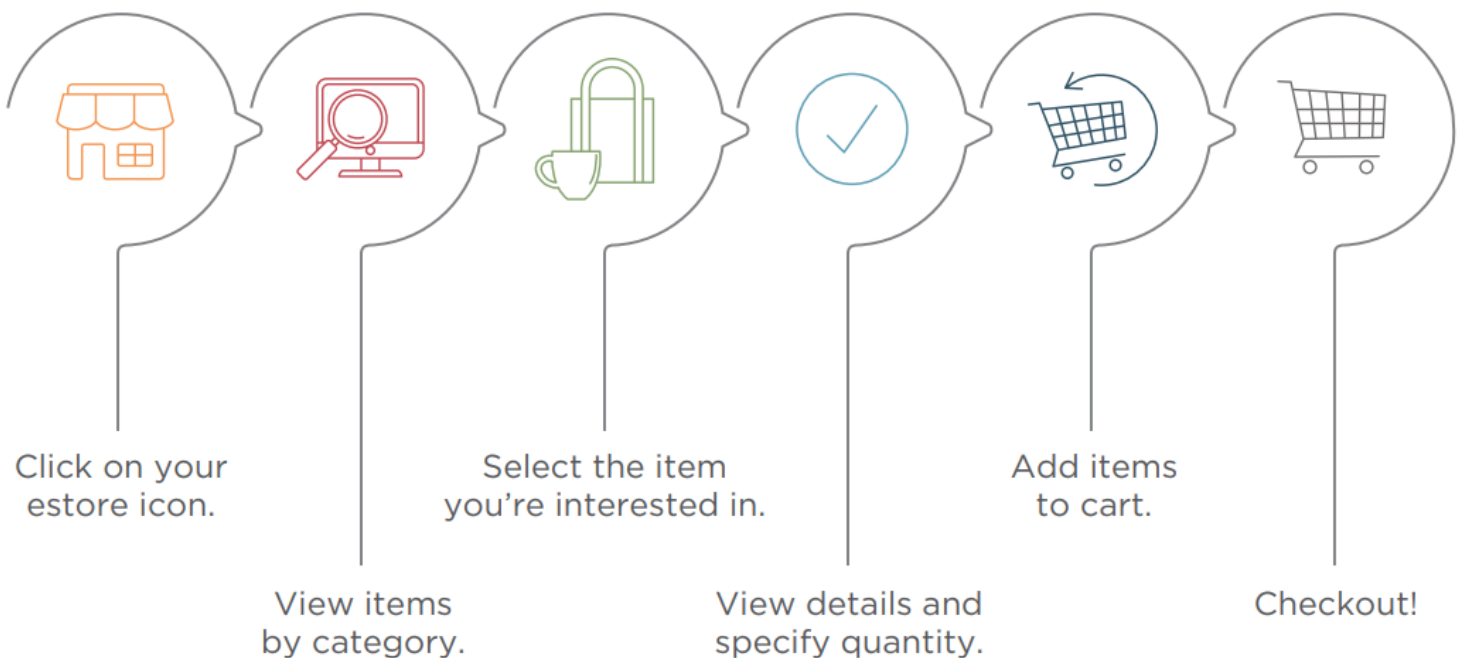 Click on your
estore icon.
View items
by category.
Select the item
you're interested in.
View details and
specify quantity.
Add items
to cart.
Checkout!